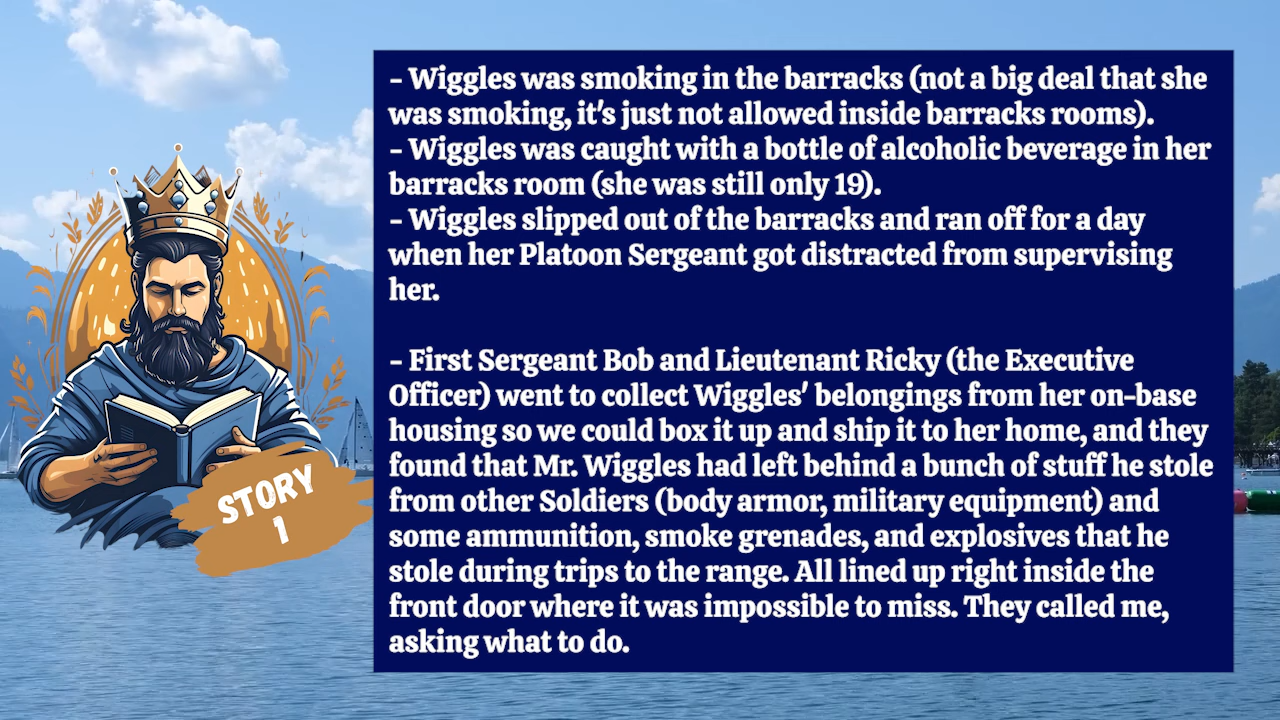 - Wiggles was smoking in the barracks (not a big deal that she
was smoking, it's just not allowed inside barracks rooms).
- Wiggles was caught with a bottle of alcoholic beverage in her
barracks room (she was still only 19).
- Wiggles slipped out of the barracks and ran off for a day
when her Platoon Sergeant got distracted from supervising
her.
- First Sergeant Bob and Lieutenant Ricky (the Executive
Officer) went to collect Wiggles' belongings from her on-base
housing so we could box it up and ship it to her home, and they
found that Mr. Wiggles had left behind a bunch of stuff he stole
from other Soldiers (body armor, military equipment) and
some ammunition, smoke grenades, and explosives that he
stole during trips to the range. All lined up right inside the
front door where it was impossible to miss. They called me,
asking what to do.
STORY
1